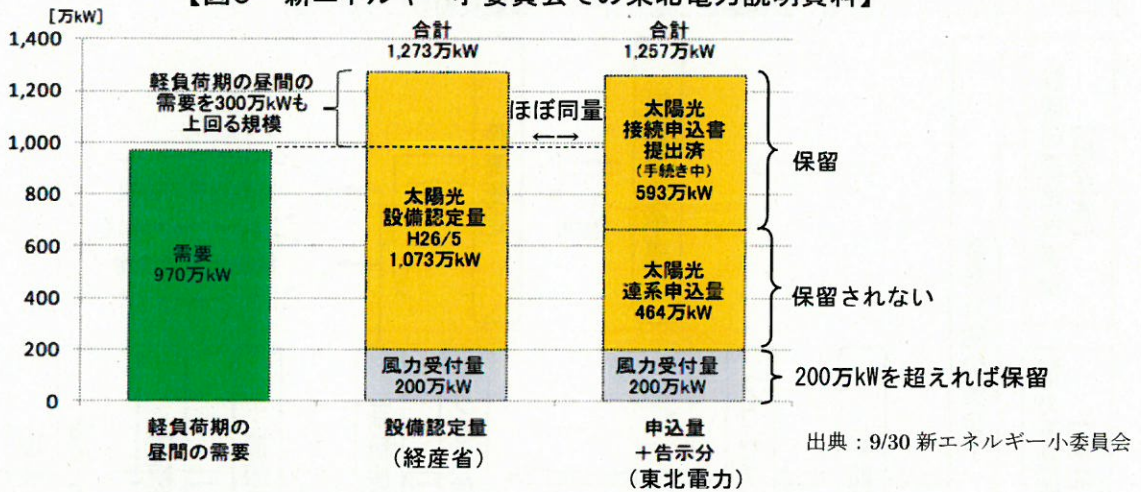 [万kW]
1,400
1,200
1,000
800
600
400
200
0
軽負荷期の昼間の
需要を300万kWも
上回る規模
需要
970万kW
軽負荷期の
昼間の需要
合計
1,273万kW
太陽光
設備認定量
H26/5
1,073万kW
風力受付量
200万kW
設備認定量
(経産省)
ほぼ同量
←→
合計
1,257万kW
太陽光
接続申込書
提出済
(手続き中)
593万kW
太陽光
連系申込量
464万kW
風力受付量
200万kW
申込量
+告示分
(東北電力)
保留
保留されない
200万kWを超えれば保留
出典:9/30 新エネルギー小委員会